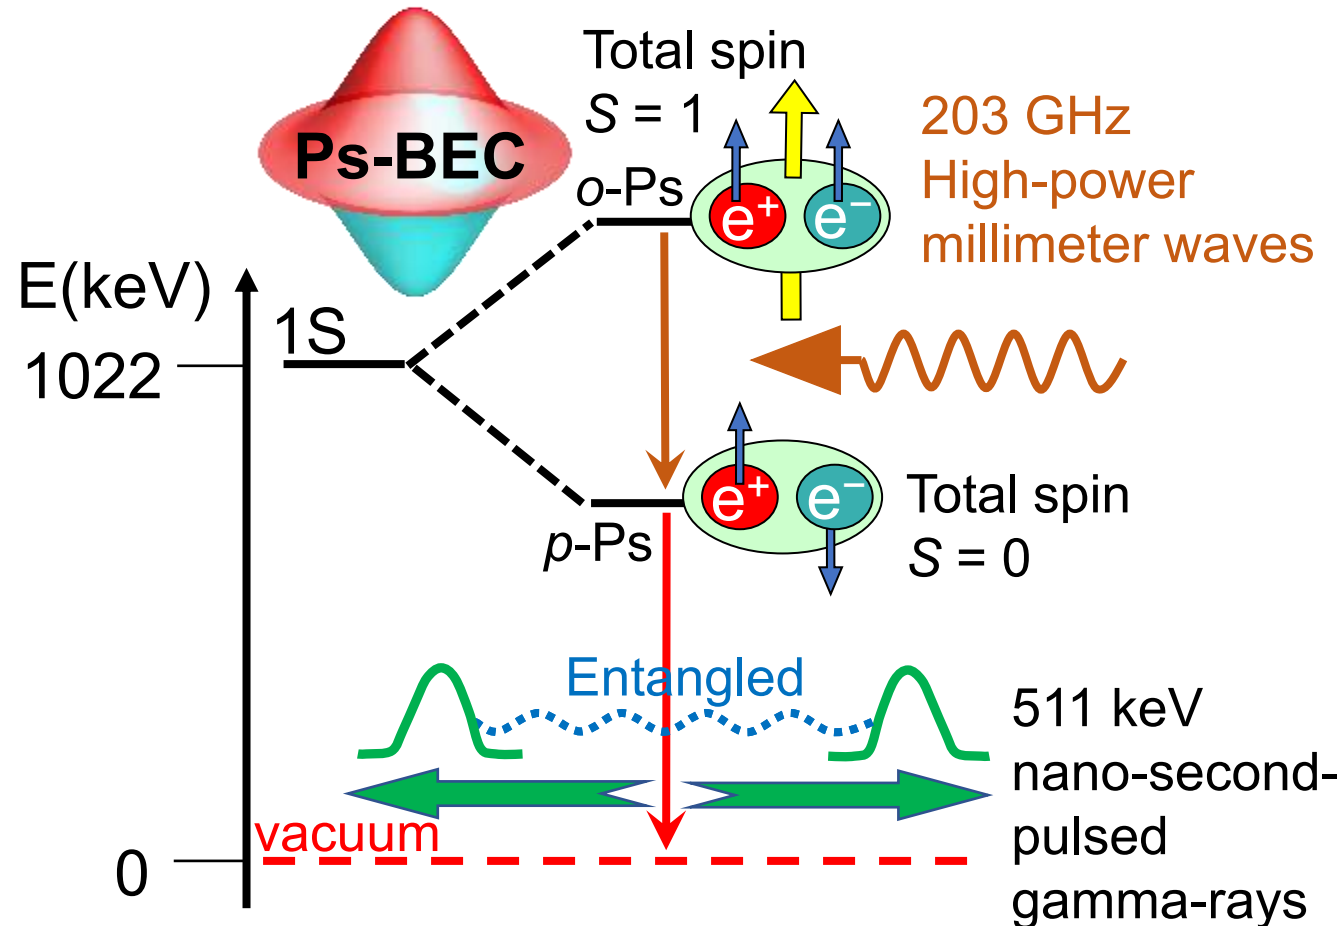 Total spin
S = 1
Ps-BEC
o-Ps
e⁺ e⁻
203 GHz
High-power
millimeter waves
E(keV)
1S
1022
e⁺ e⁻
p-Ps
Total spin
S = 0
Entangled
511 keV
nano-second-
pulsed
gamma-rays
vacuum
0